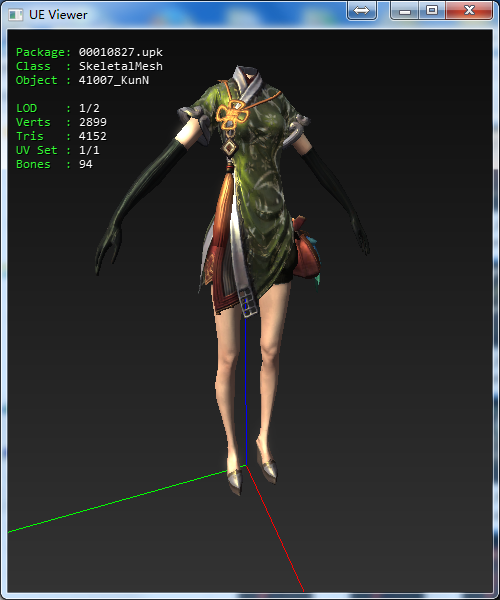 UE Viewer
Package: 00010827.upk
Class : SkeletalMesh
Object : 41007_KunN
LOD : 1/2
Verts : 2899
Tris : 4152
UV Set : 1/1
Bones : 94